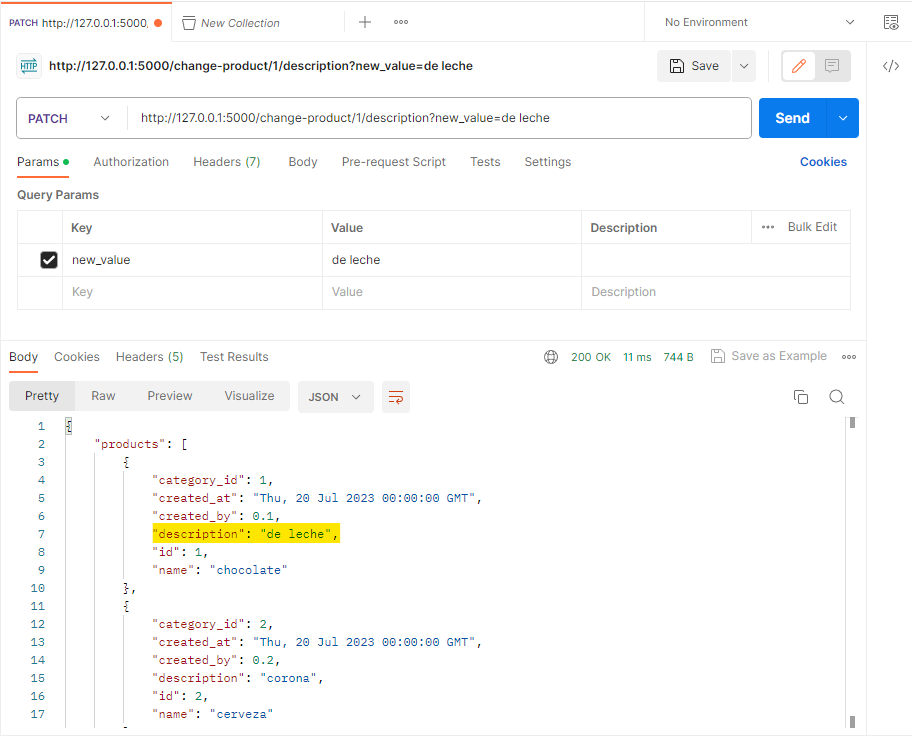 PATCH http://127.0.0.1:5000, New Collection No Environment
HTTP http://127.0.0.1:5000/change-product/1/description?new_value=de leche Save
PATCH http://127.0.0.1:5000/change-product/1/description?new_value=de leche Send
Params Authorization Headers (7) Body Pre-request Script Tests Settings Cookies
Query Params
Key Value Description Bulk Edit
new_value de leche
Key Value Description
Body Cookies Headers (5) Test Results 200 OK 11 ms 744 B Save as Example
Pretty Raw Preview Visualize JSON
1 {
2 "products": [
3 {
4 "category_id": 1,
5 "created_at": "Thu, 20 Jul 2023 00:00:00 GMT",
6 "created_by": 0.1,
7 "description": "de leche",
8 "id": 1,
9 "name": "chocolate"
10 },
11 {
12 "category_id": 2,
13 "created_at": "Thu, 20 Jul 2023 00:00:00 GMT",
14 "created_by": 0.2,
15 "description": "corona",
16 "id": 2,
17 "name": "cerveza"